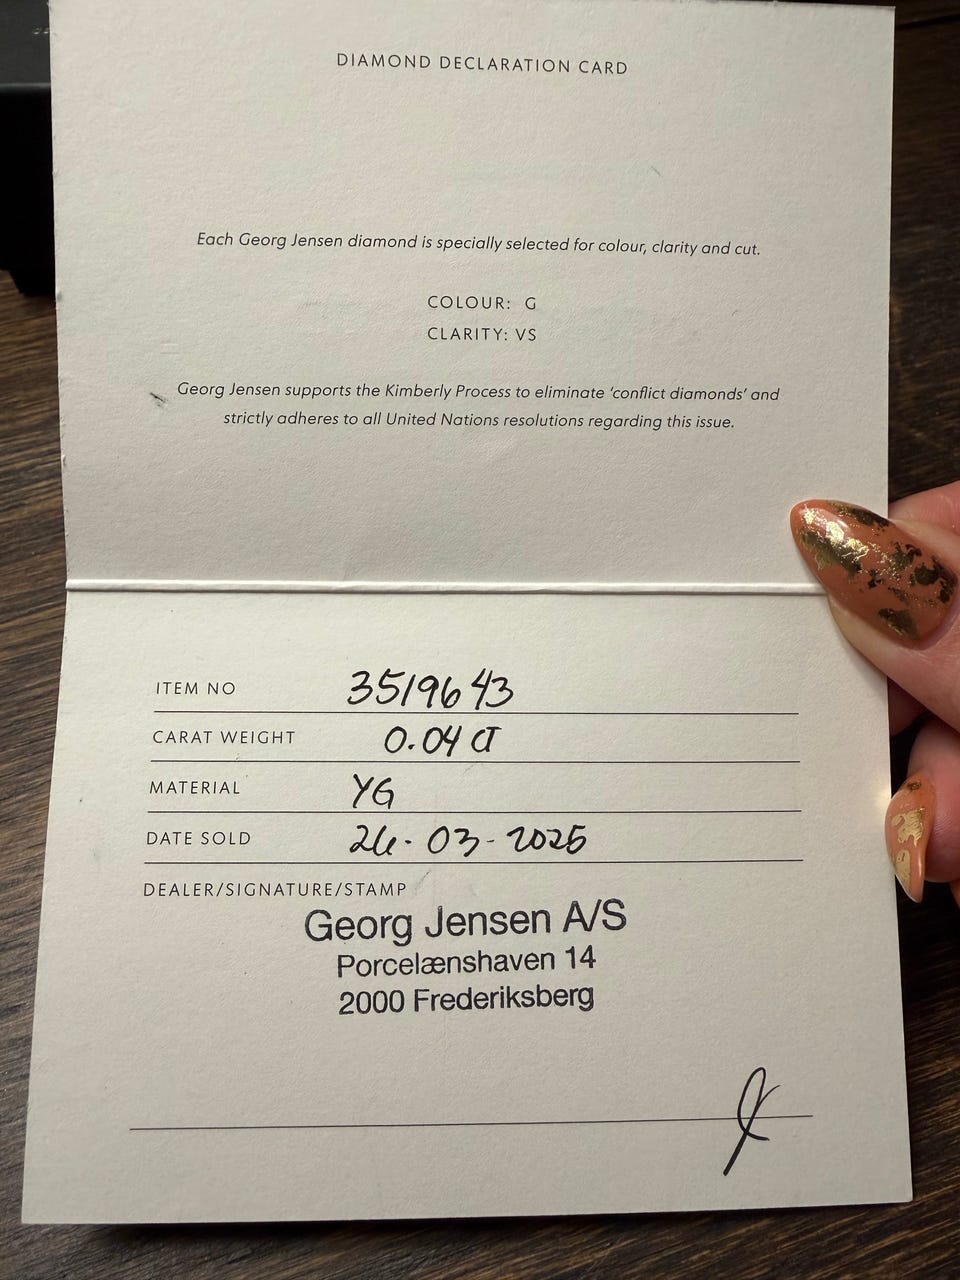 DIAMOND DECLARATION CARD
Each Georg Jensen diamond is specially selected for colour, clarity and cut.
COLOUR: G
CLARITY: VS
Georg Jensen supports the Kimberly Process to eliminate ‘conflict diamonds’ and
strictly adheres to all United Nations resolutions regarding this issue.
ITEM NO 3519643
CARAT WEIGHT 0.04 CT
MATERIAL YG
DATE SOLD 26-03-2025
DEALER/SIGNATURE/STAMP
Georg Jensen A/S
Porcelænshaven 14
2000 Frederiksberg